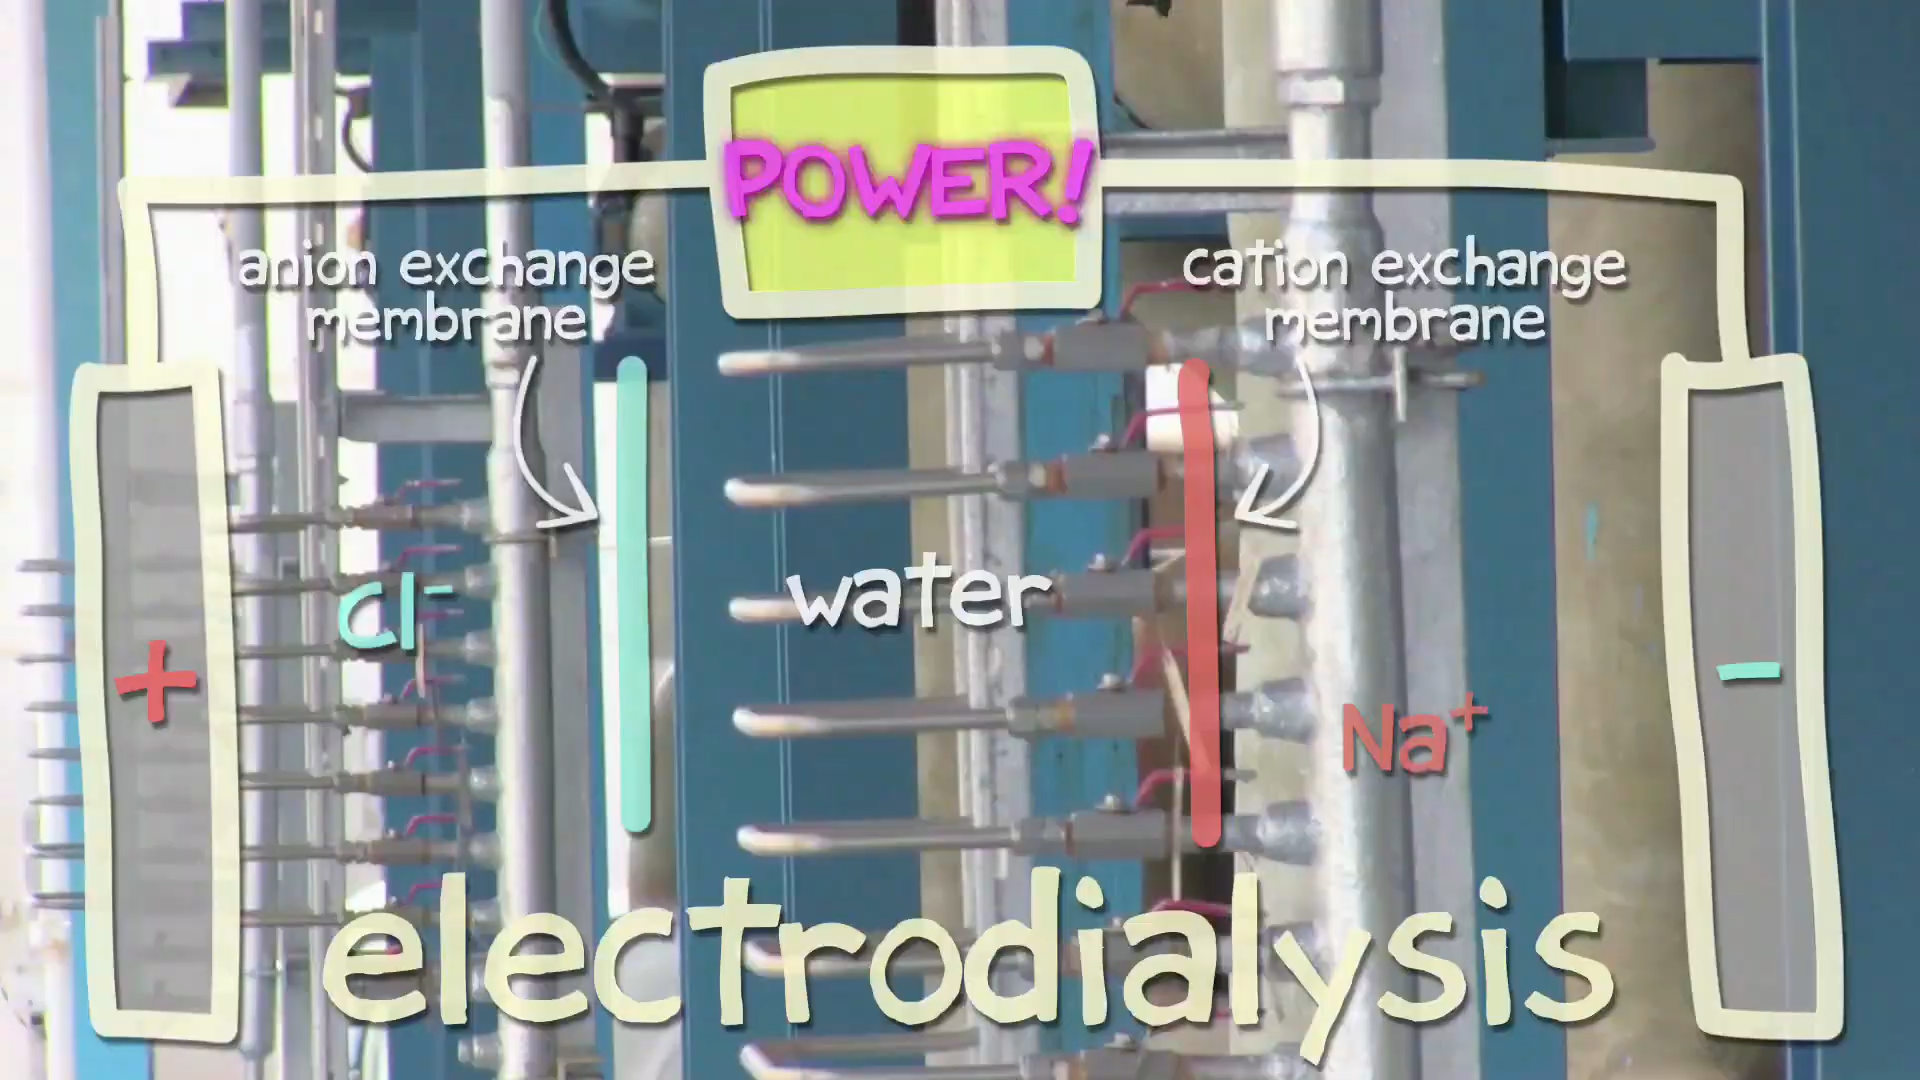 POWER!
anion exchange
membrane
cation exchange
membrane
Cl⁻
water
+
Na⁺
−
electrodialysis